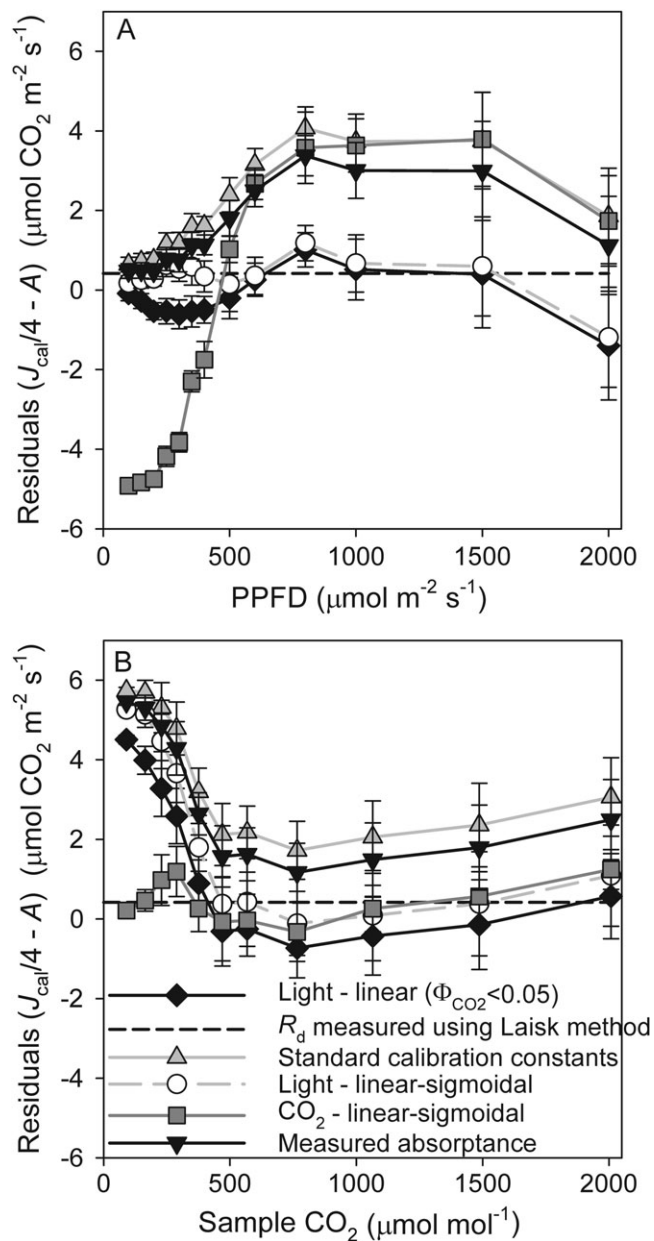 A
Residuals (Jcal/4 - A) (μmol CO2 m-2 s-1)
6
4
2
0
-2
-4
-6
0
500
1000
1500
2000
PPFD (μmol m-2 s-1)
B
Residuals (Jcal/4 - A) (μmol CO2 m-2 s-1)
6
4
2
0
-2
-4
-6
Light - linear (ΦCO2<0.05)
Rd measured using Laisk method
Standard calibration constants
Light - linear-sigmoidal
CO2 - linear-sigmoidal
Measured absorptance
0
500
1000
1500
2000
Sample CO2 (μmol mol-1)